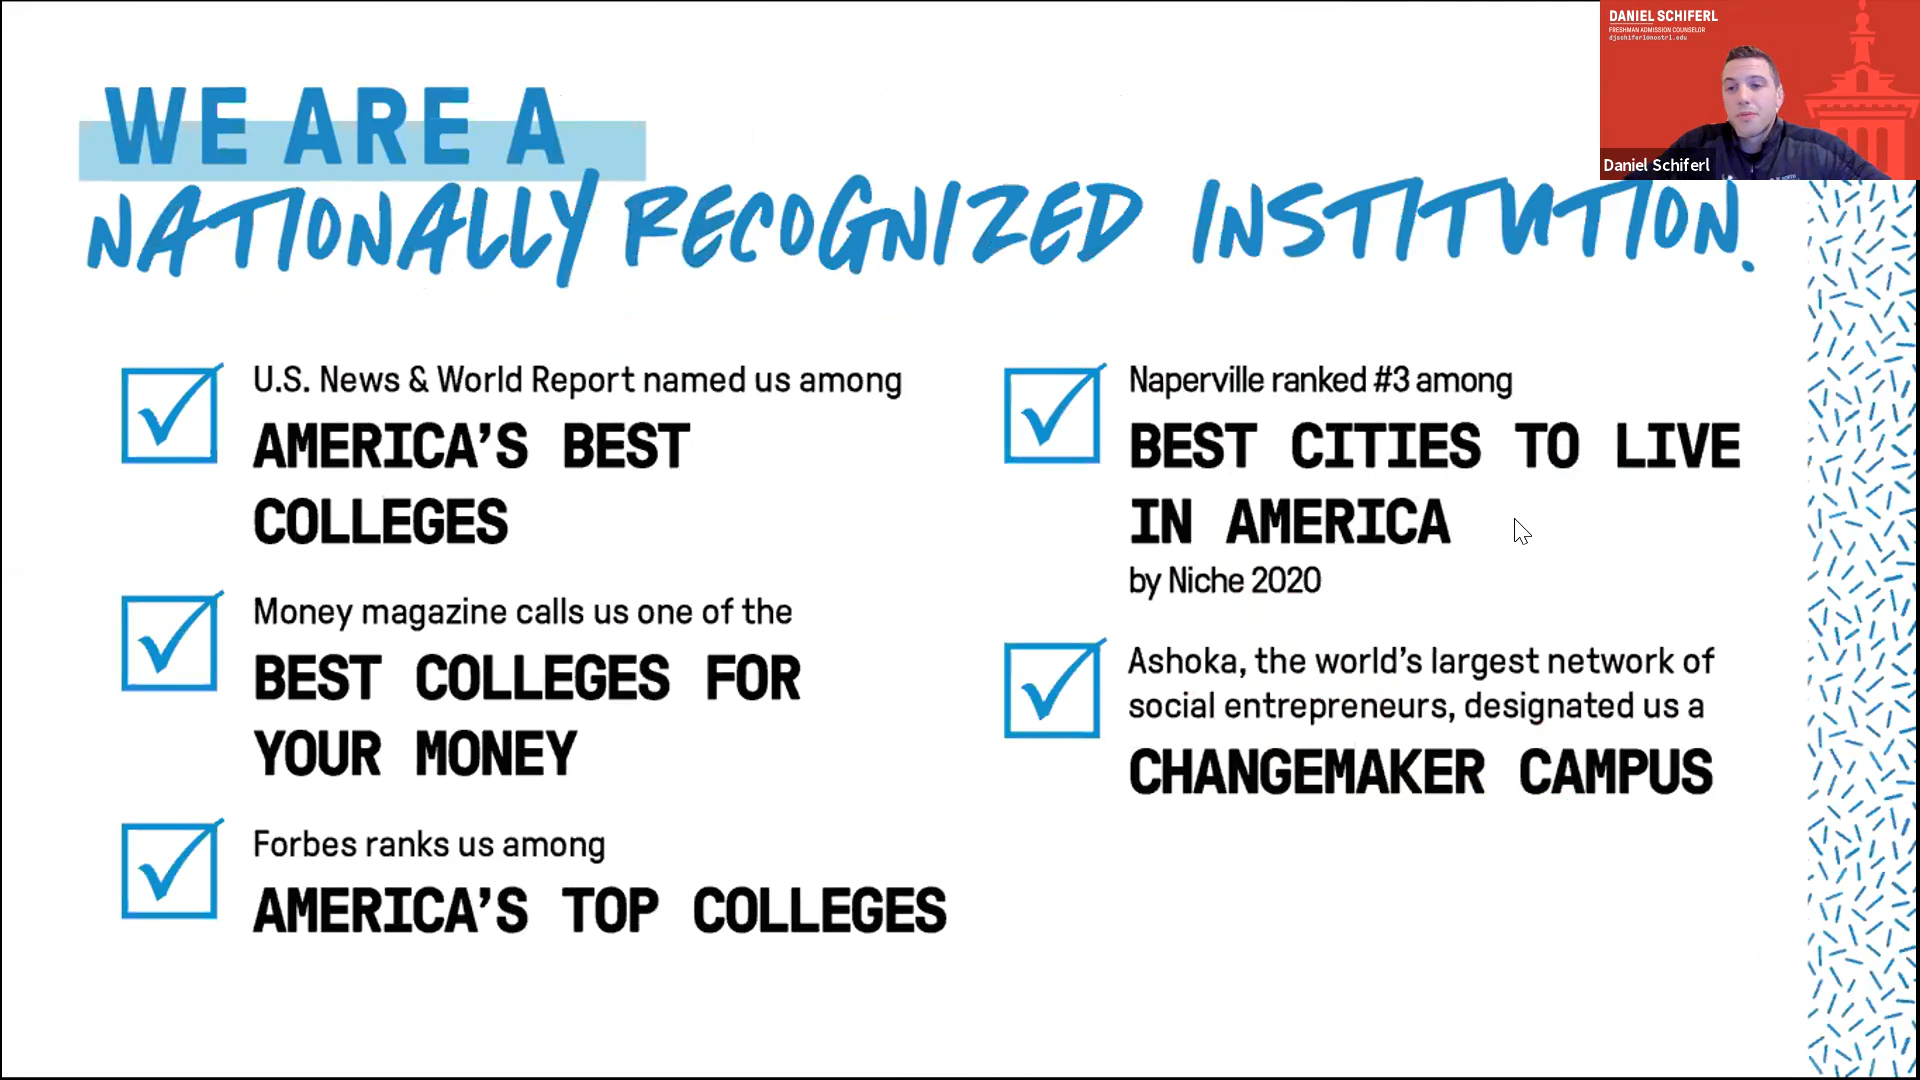 DANIEL SCHIFERL
FRESHMAN ADMISSION COUNSELOR
djschiferl@noctrl.edu
Daniel Schiferl
WE ARE A
NATIONALLY RECOGNIZED INSTITUTION.
U.S. News & World Report named us among
AMERICA'S BEST
COLLEGES
Money magazine calls us one of the
BEST COLLEGES FOR
YOUR MONEY
Forbes ranks us among
AMERICA'S TOP COLLEGES
Naperville ranked #3 among
BEST CITIES TO LIVE
IN AMERICA
by Niche 2020
Ashoka, the world's largest network of
social entrepreneurs, designated us a
CHANGEMAKER CAMPUS